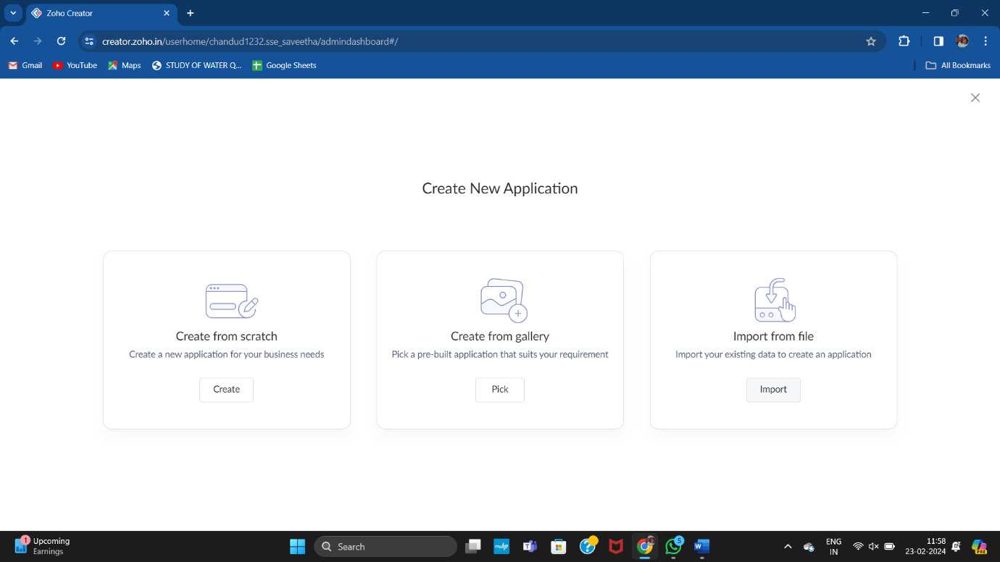 Zoho Creator
creator.zoho.in/userhome/chandud1232.sse_saveetha/admindashboard#/
Gmail YouTube Maps STUDY OF WATER Q... Google Sheets All Bookmarks
Create New Application
Create from scratch
Create a new application for your business needs
Create
Create from gallery
Pick a pre-built application that suits your requirement
Pick
Import from file
Import your existing data to create an application
Import
1
Upcoming
Earnings
Search
myhp
5
W
ENG
IN
11:58
23-02-2024
PRE